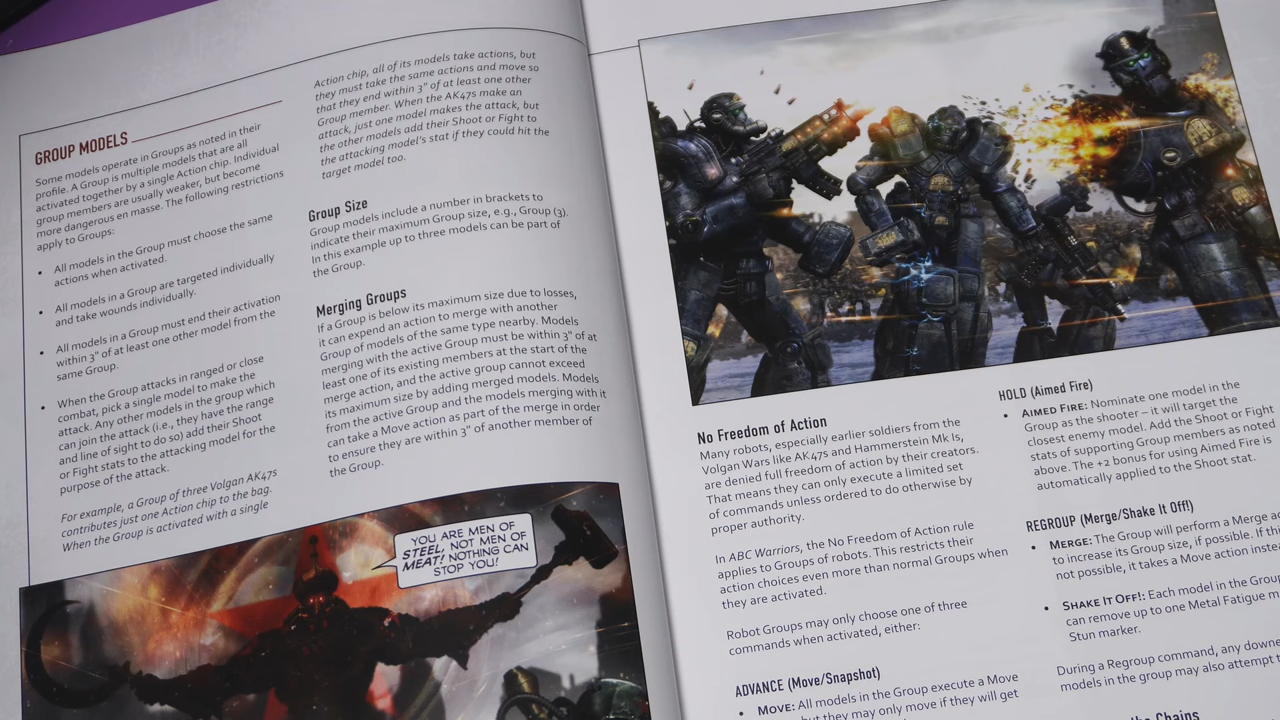 GROUP MODELS
Some models operate in Groups as noted in their
profile. A Group is multiple models that are all
activated together by a single Action chip. Individual
group members are usually weaker, but become
more dangerous en masse. The following restrictions
apply to Groups:
• All models in the Group must choose the same
actions when activated.
• All models in a Group are targeted individually
and take wounds individually.
• All models in a Group must end their activation
within 3" of at least one other model from the
same Group.
• When the Group attacks in ranged or close
combat, pick a single model to make the
attack. Any other models in the group which
can join the attack (i.e., they have the range
and line of sight to do so) add their Shoot
or Fight stats to the attacking model for the
purpose of the attack.
For example, a Group of three Volgan AK47s
contributes just one Action chip to the bag.
When the Group is activated with a single
Action chip, all of its models take actions, but
they must take the same actions and move so
that they end within 3" of at least one other
Group member. When the AK47s make an
attack, just one model makes the attack, but
the other models add their Shoot or Fight to
the attacking model's stat if they could hit the
target model too.
Group Size
Group models include a number in brackets to
indicate their maximum Group size, e.g., Group (3).
In this example up to three models can be part of
the Group.
Merging Groups
If a Group is below its maximum size due to losses,
it can expend an action to merge with another
Group of models of the same type nearby. Models
merging with the active Group must be within 3" of at
least one of its existing members at the start of the
merge action, and the active group cannot exceed
its maximum size by adding merged models. Models
from the active Group and the models merging with it
can take a Move action as part of the merge in order
to ensure they are within 3" of another member of
the Group.
YOU ARE MEN OF
STEEL, NOT MEN OF
MEAT! NOTHING CAN
STOP YOU!
No Freedom of Action
Many robots, especially earlier soldiers from the
Volgan Wars like AK47s and Hammerstein Mk Is,
are denied full freedom of action by their creators.
That means they can only execute a limited set
of commands unless ordered to do otherwise by
proper authority.
In ABC Warriors, the No Freedom of Action rule
applies to Groups of robots. This restricts their
action choices even more than normal Groups when
they are activated.
Robot Groups may only choose one of three
commands when activated, either:
ADVANCE (Move/Snapshot)
• MOVE: All models in the Group execute a Move
but they may only move if they will get
HOLD (Aimed Fire)
• AIMED FIRE: Nominate one model in the
Group as the shooter – it will target the
closest enemy model. Add the Shoot or Fight
stats of supporting Group members as noted
above. The +2 bonus for using Aimed Fire is
automatically applied to the Shoot stat.
REGROUP (Merge/Shake It Off!)
• MERGE: The Group will perform a Merge
to increase its Group size, if possible. If
not possible, it takes a Move action
• SHAKE IT OFF!: Each model in the
can remove up to one Metal Fatigue
Stun marker.
During a Regroup command, any
models in the group may also attempt
the Chains